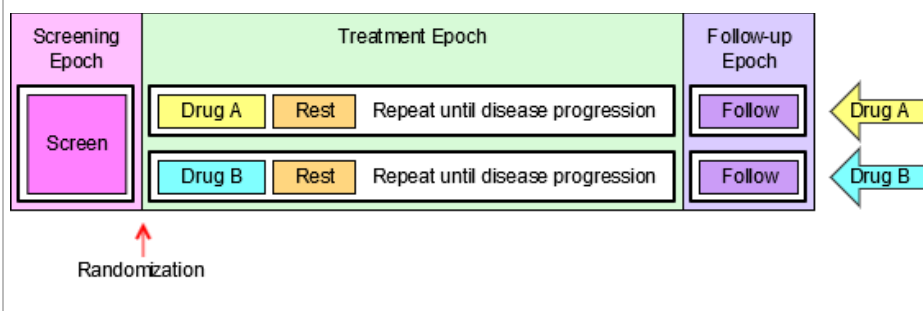 Screening
Epoch
Treatment Epoch
Follow-up
Epoch
Screen
Drug A
Rest
Repeat until disease progression
Follow
Drug A
Drug B
Rest
Repeat until disease progression
Follow
Drug B
Randomization